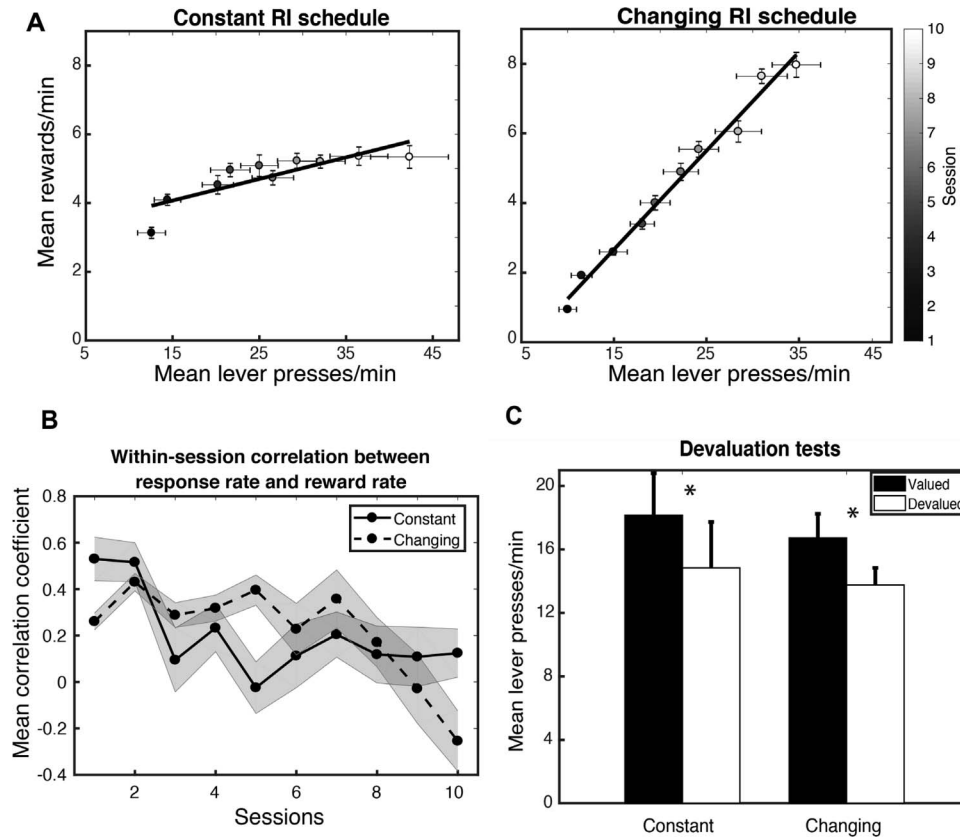 A
Constant RI schedule
Mean rewards/min
8
6
4
2
0
5
15
25
35
45
Mean lever presses/min
Changing RI schedule
8
6
4
2
0
5
15
25
35
45
Mean lever presses/min
10
9
8
7
6
5
4
3
2
1
Session
B
Within-session correlation between
response rate and reward rate
Mean correlation coefficient
0.8
0.6
0.4
0.2
0
-0.2
-0.4
Constant
Changing
2
4
6
8
10
Sessions
C
Devaluation tests
Mean lever presses/min
20
16
12
8
4
0
Valued
Devalued
*
*
Constant
Changing